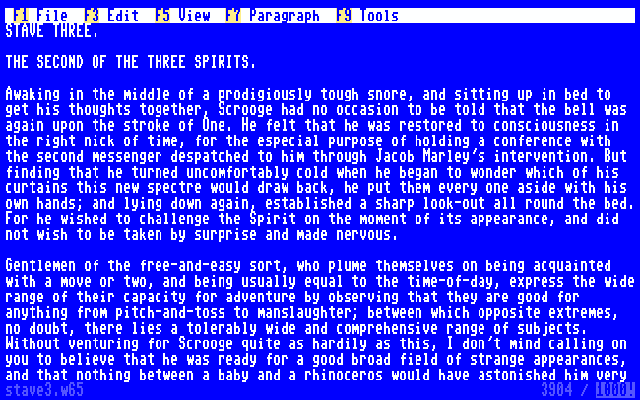 F1 File F3 Edit F5 View F7 Paragraph F9 Tools
STAVE THREE.
THE SECOND OF THE THREE SPIRITS.
Awaking in the middle of a prodigiously tough snore, and sitting up in bed to
get his thoughts together, Scrooge had no occasion to be told that the bell was
again upon the stroke of One. He felt that he was restored to consciousness in
the right nick of time, for the especial purpose of holding a conference with
the second messenger despatched to him through Jacob Marley's intervention. But
finding that he turned uncomfortably cold when he began to wonder which of his
curtains this new spectre would draw back, he put them every one aside with his
own hands; and lying down again, established a sharp look-out all round the bed.
For he wished to challenge the Spirit on the moment of its appearance, and did
not wish to be taken by surprise and made nervous.
Gentlemen of the free-and-easy sort, who plume themselves on being acquainted
with a move or two, and being usually equal to the time-of-day, express the wide
range of their capacity for adventure by observing that they are good for
anything from pitch-and-toss to manslaughter; between which opposite extremes,
no doubt, there lies a tolerably wide and comprehensive range of subjects.
Without venturing for Scrooge quite as hardily as this, I don't mind calling on
you to believe that he was ready for a good broad field of strange appearances,
and that nothing between a baby and a rhinoceros would have astonished him very
stave3.w65 3904 / 1000!